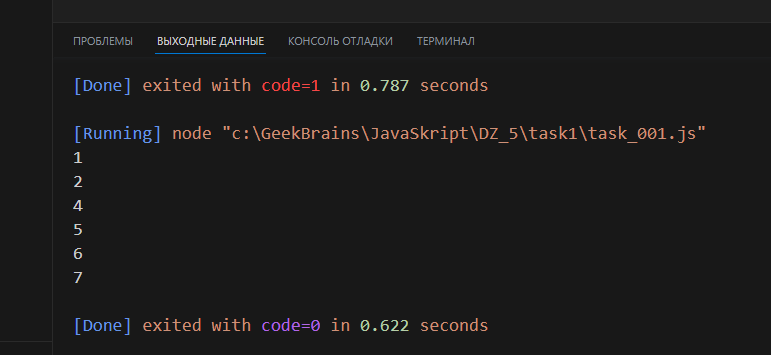 ПРОБЛЕМЫ ВЫХОДНЫЕ ДАННЫЕ КОНСОЛЬ ОТЛАДКИ ТЕРМИНАЛ
[Done] exited with code=1 in 0.787 seconds
[Running] node "c:\GeekBrains\JavaSkript\DZ_5\task1\task_001.js"
1
2
4
5
6
7
[Done] exited with code=0 in 0.622 seconds